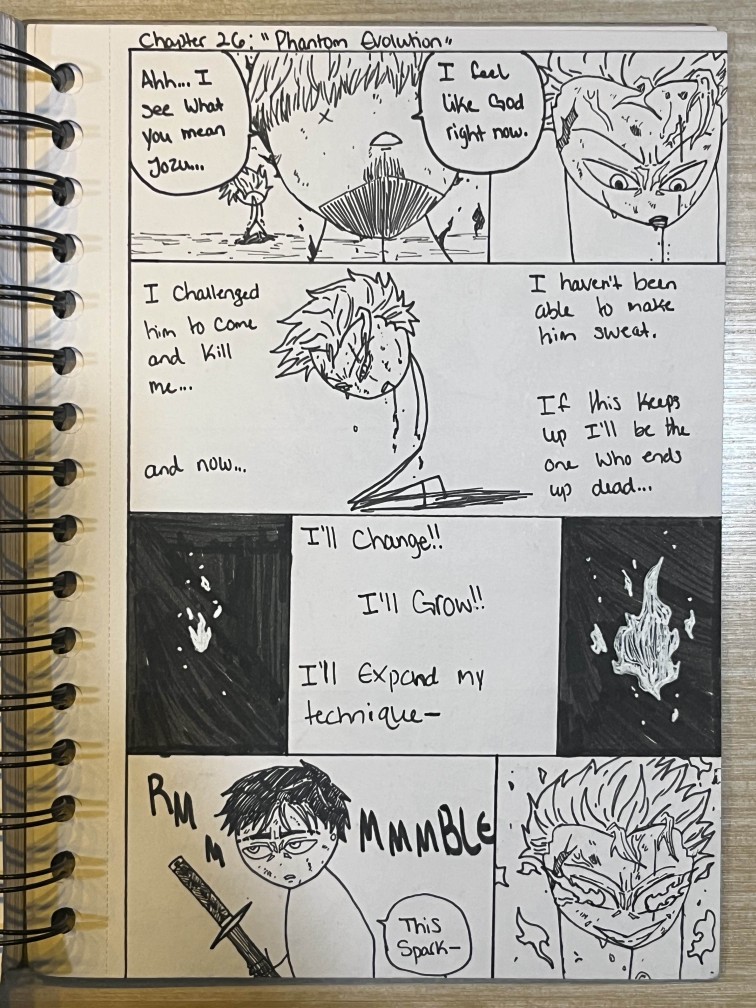 Chapter 26: "Phantom Evolution"
Ahh... I
see what
you mean
Jozu...
I feel
like God
right now.
I challenged
him to come
and kill
me...
and now...
I haven't been
able to make
him sweat.
If this keeps
up I'll be the
one who ends
up dead...
I'll Change!!
I'll Grow!!
I'll Expand my
technique—
RMM
MMMBLE
This
Spark—